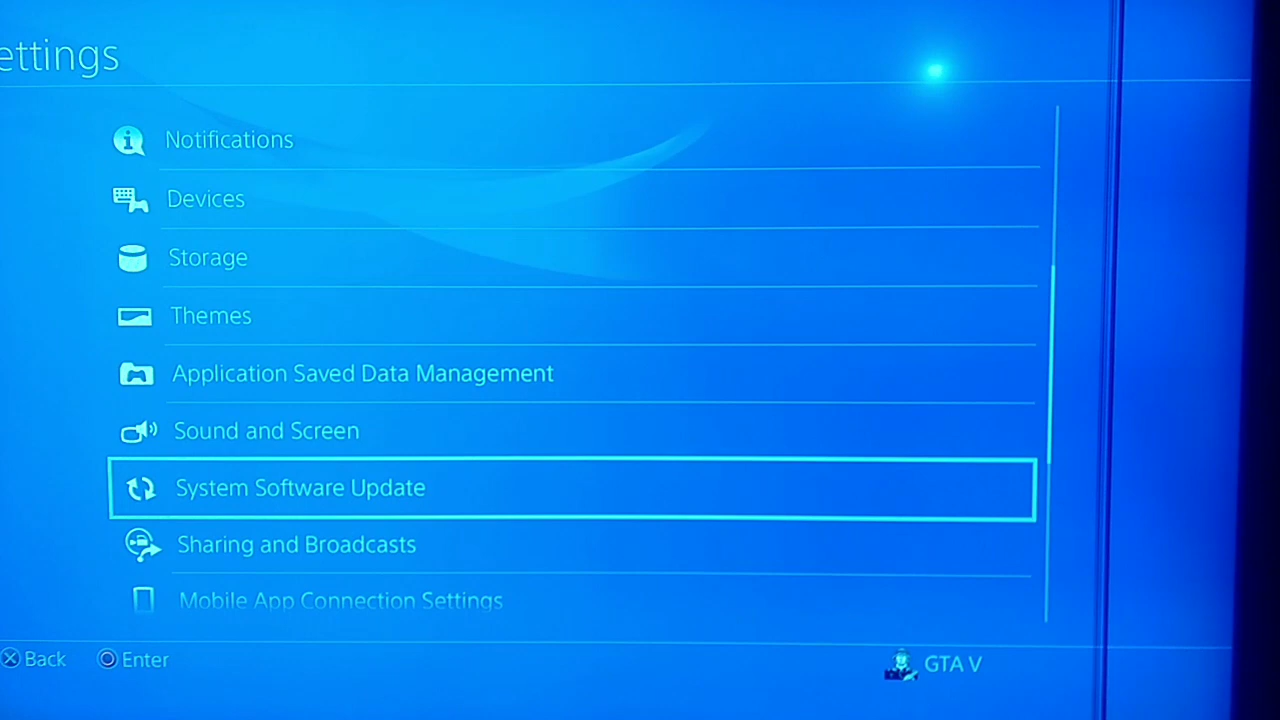 ettings
Notifications
Devices
Storage
Themes
Application Saved Data Management
Sound and Screen
System Software Update
Sharing and Broadcasts
Mobile App Connection Settings
Back Enter GTA V